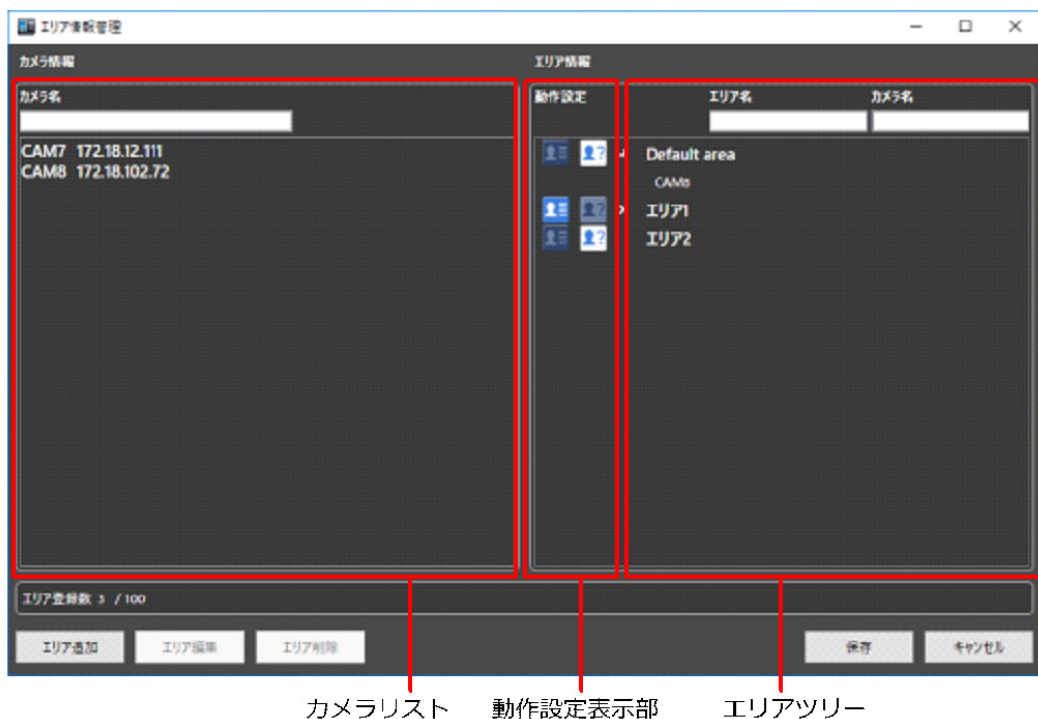 エリア情報管理
カメラ情報
エリア情報
カメラ名
動作設定
エリア名
カメラ名
CAM7 172.18.12.111
CAM8 172.18.102.72
Default area
CAM8
エリア1
エリア2
エリア登録数 3 / 100
エリア追加
エリア編集
エリア削除
保存
キャンセル
カメラリスト
動作設定表示部
エリアツリー